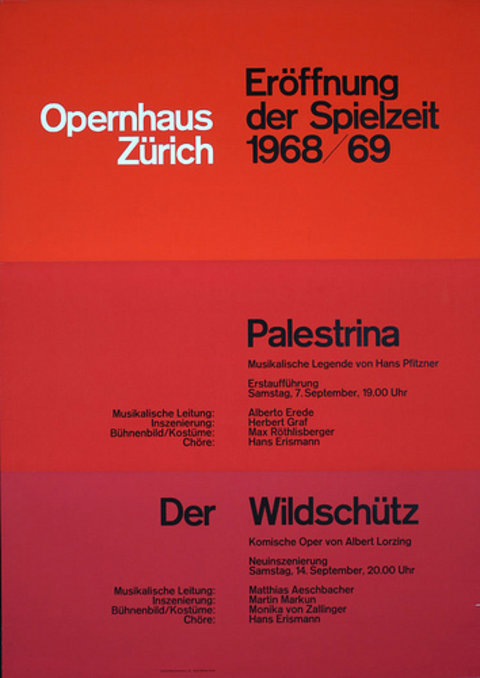 Opernhaus
Zürich
Eröffnung
der Spielzeit
1968/69
Palestrina
Musikalische Legende von Hans Pfitzner
Erstaufführung
Samstag, 7. September, 19.00 Uhr
Musikalische Leitung: Alberto Erede
Inszenierung: Herbert Graf
Bühnenbild/Kostüme: Max Röthlisberger
Chöre: Hans Erismann
Der Wildschütz
Komische Oper von Albert Lorzing
Neuinszenierung
Samstag, 14. September, 20.00 Uhr
Musikalische Leitung: Matthias Aeschbacher
Inszenierung: Martin Markun
Bühnenbild/Kostüme: Monika von Zallinger
Chöre: Hans Erismann